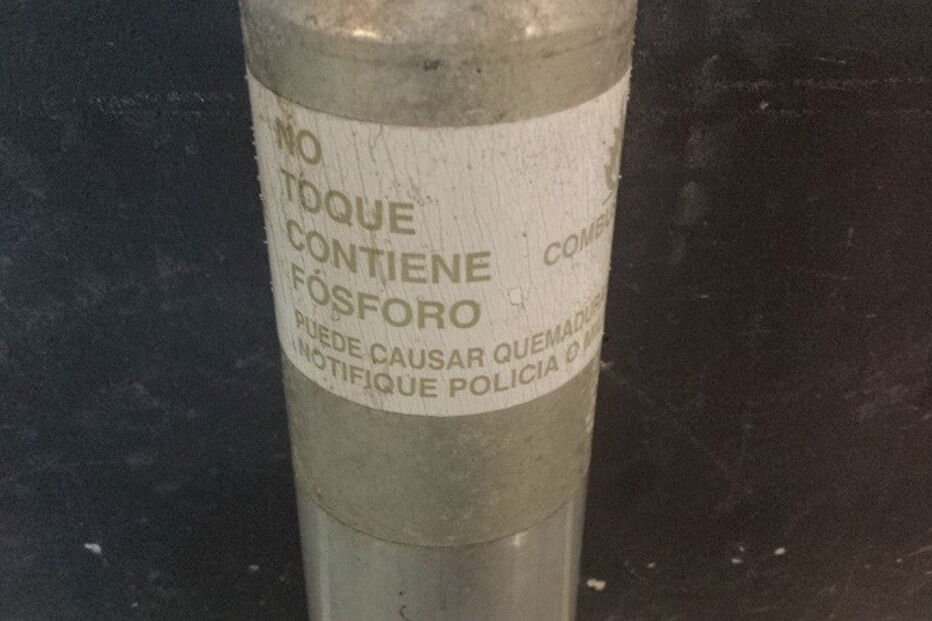 NO
TOQUE
CONTIENE
FÓSFORO
PUEDE CAUSAR
NOTIFIQUE POLICIA O